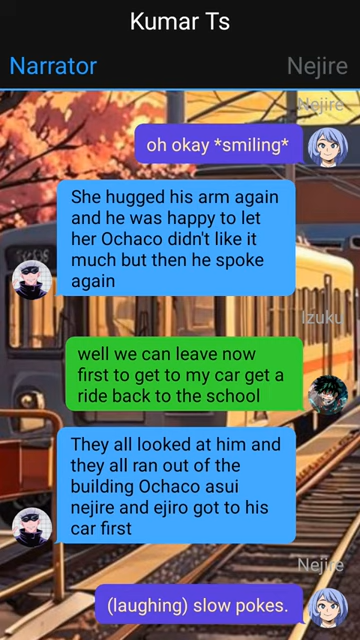 Kumar Ts
Narrator
Nejire
Nejire
oh okay *smiling*
She hugged his arm again
and he was happy to let
her Ochaco didn't like it
much but then he spoke
again
Izuku
well we can leave now
first to get to my car get a
ride back to the school
They all looked at him and
they all ran out of the
building Ochaco asui
nejire and ejiro got to his
car first
Nejire
(laughing) slow pokes.